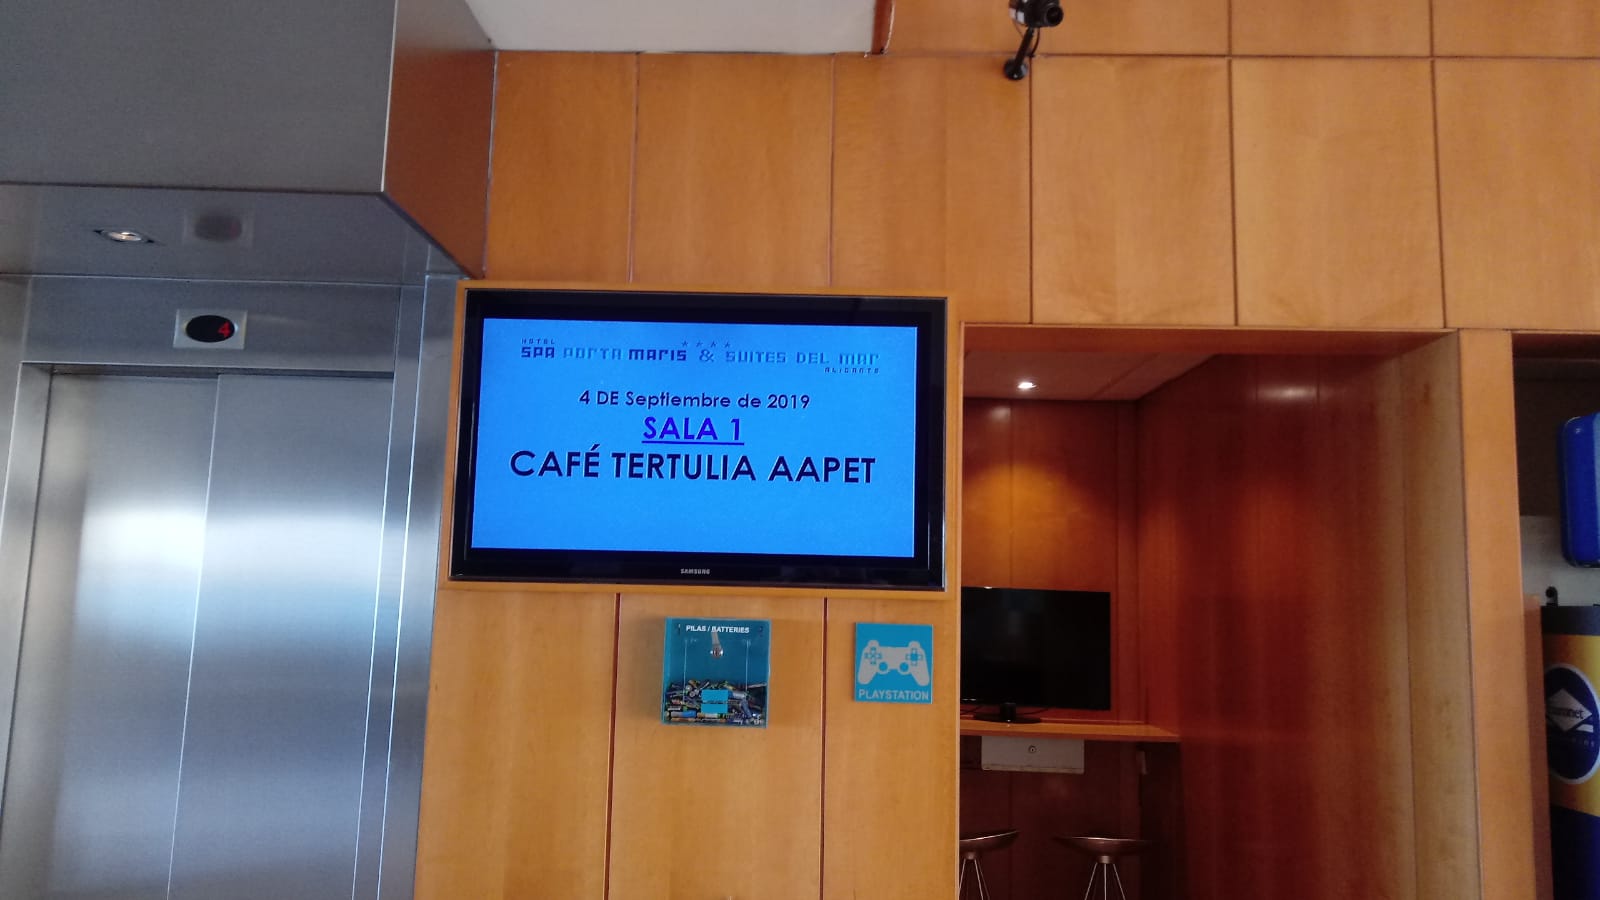 4
HOTEL
SPA PORTA MARIS & SUITES DEL MAR
ALICANTE
4 DE Septiembre de 2019
SALA 1
CAFÉ TERTULIA AAPET
SAMSUNG
PILAS / BATTERIES
PLAYSTATION